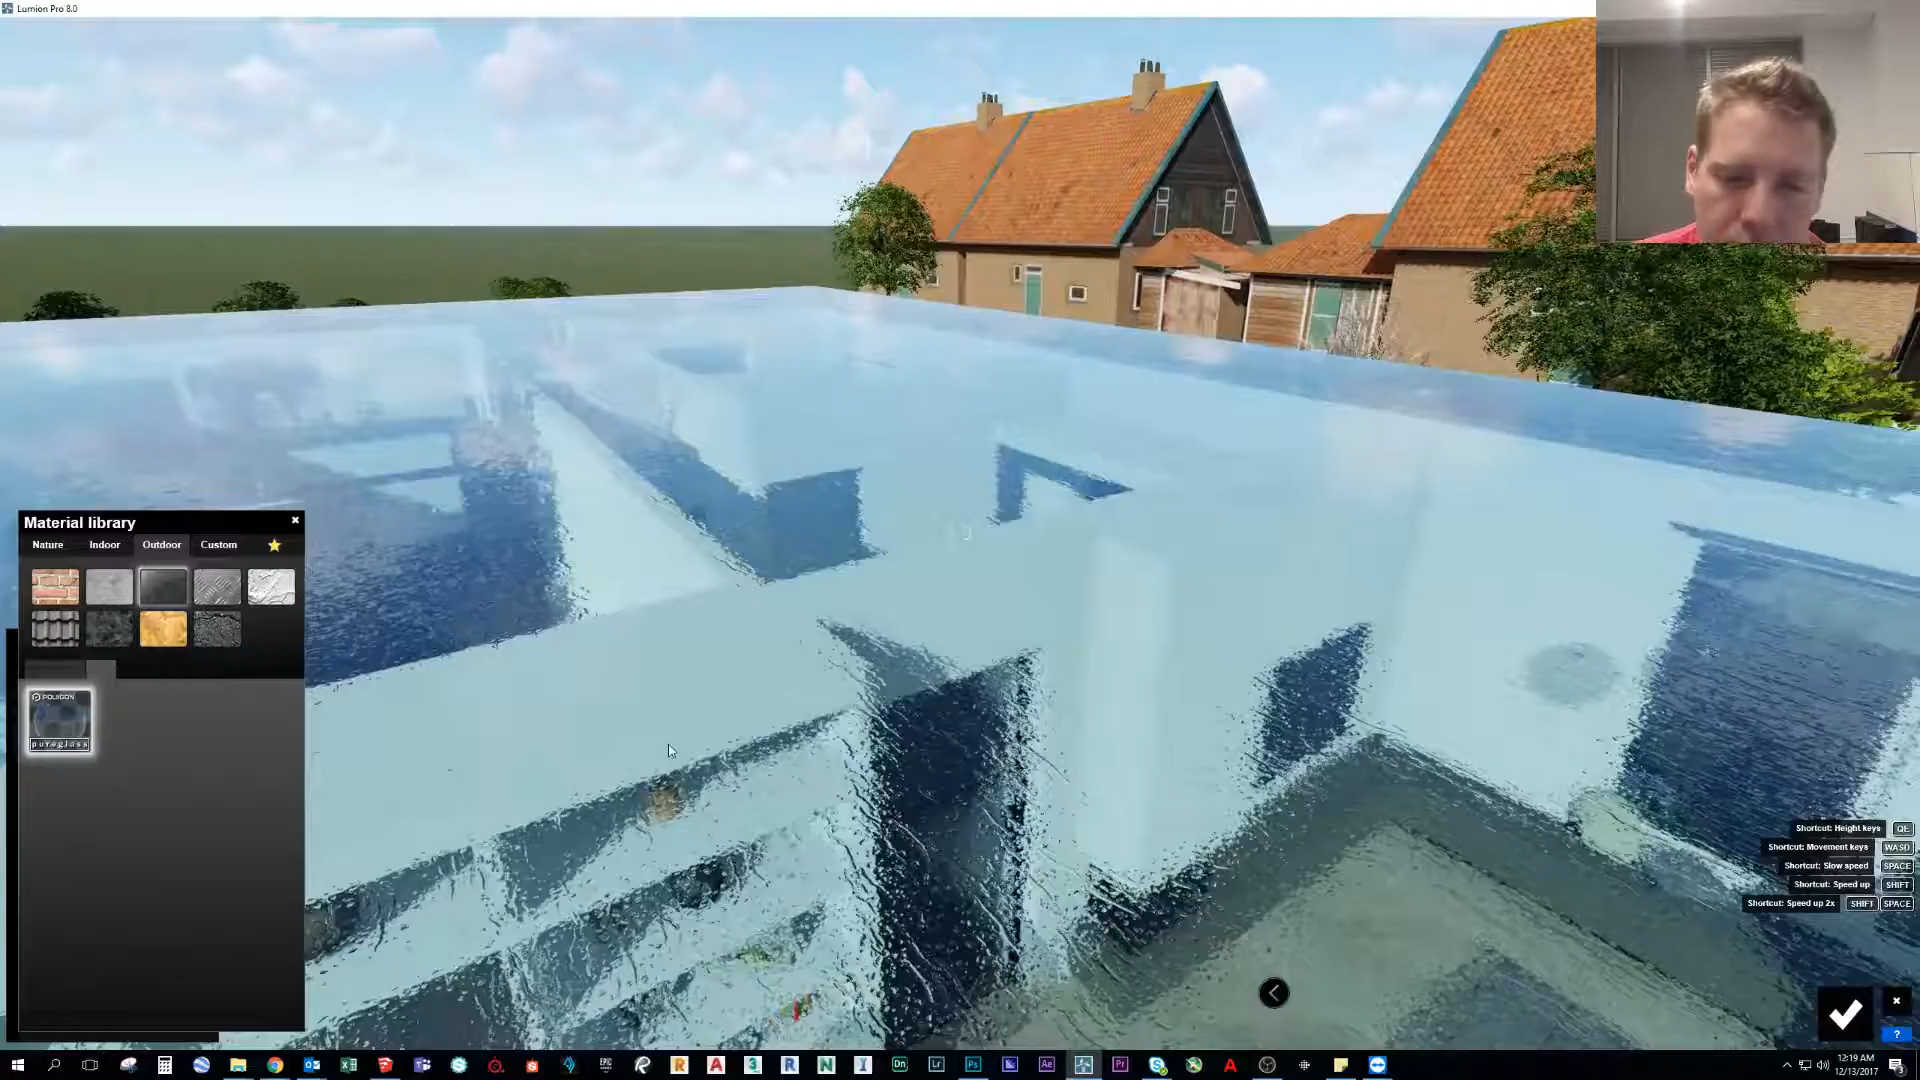 Lumion Pro 8.0
Material library
Nature Indoor Outdoor Custom
POLIIGON
pureglass
Shortcut: Height keys QE
Shortcut: Movement keys WASD
Shortcut: Slow speed SPACE
Shortcut: Speed up SHIFT
Shortcut: Speed up 2x SHIFT SPACE
?
12:19 AM
12/13/2017